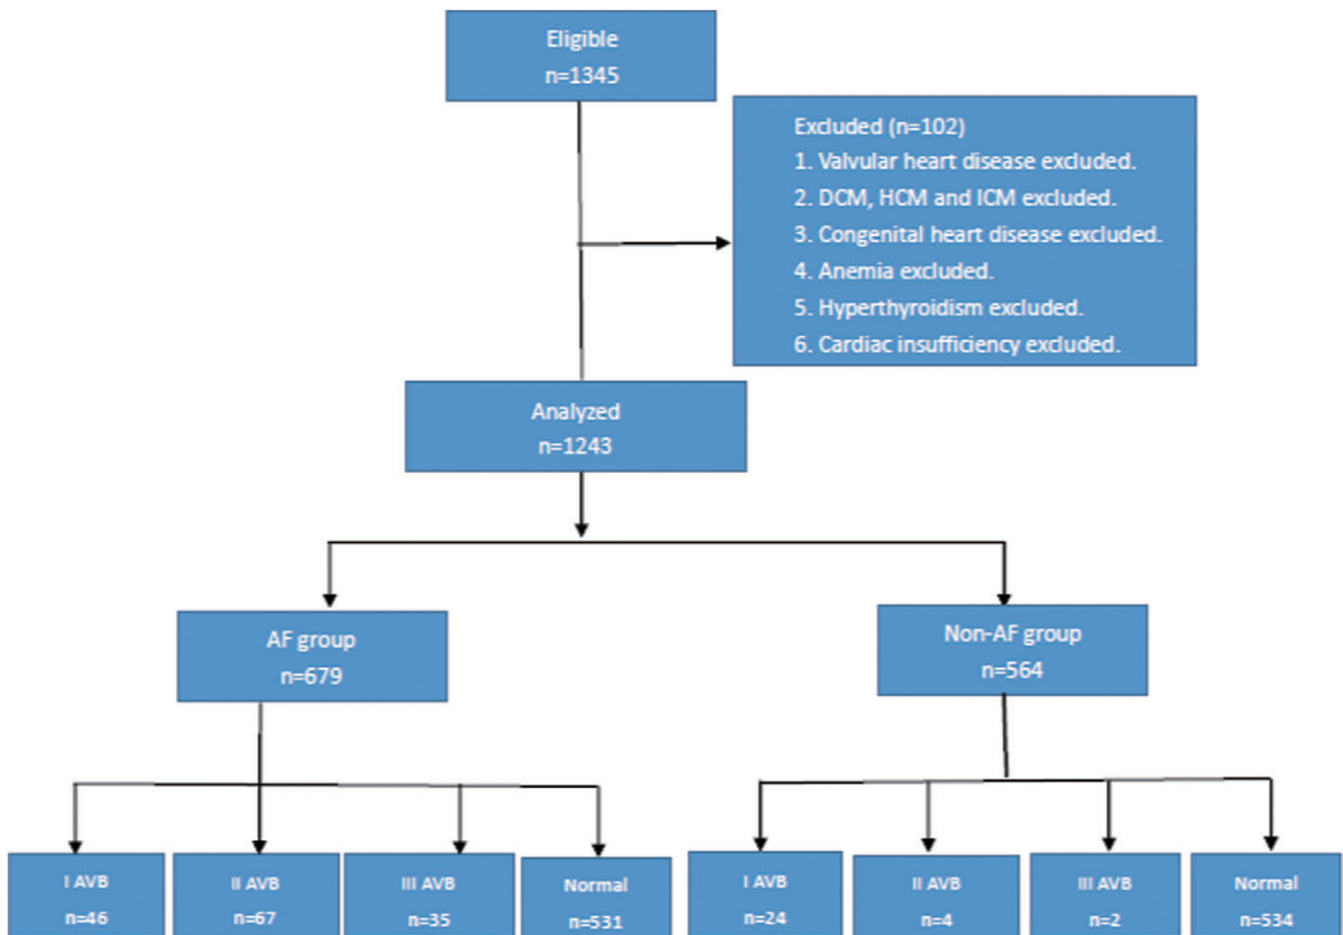 Eligible
n=1345
Excluded (n=102)
1. Valvular heart disease excluded.
2. DCM, HCM and ICM excluded.
3. Congenital heart disease excluded.
4. Anemia excluded.
5. Hyperthyroidism excluded.
6. Cardiac insufficiency excluded.
Analyzed
n=1243
AF group
n=679
Non-AF group
n=564
I AVB
n=46
II AVB
n=67
III AVB
n=35
Normal
n=531
I AVB
n=24
II AVB
n=4
III AVB
n=2
Normal
n=534